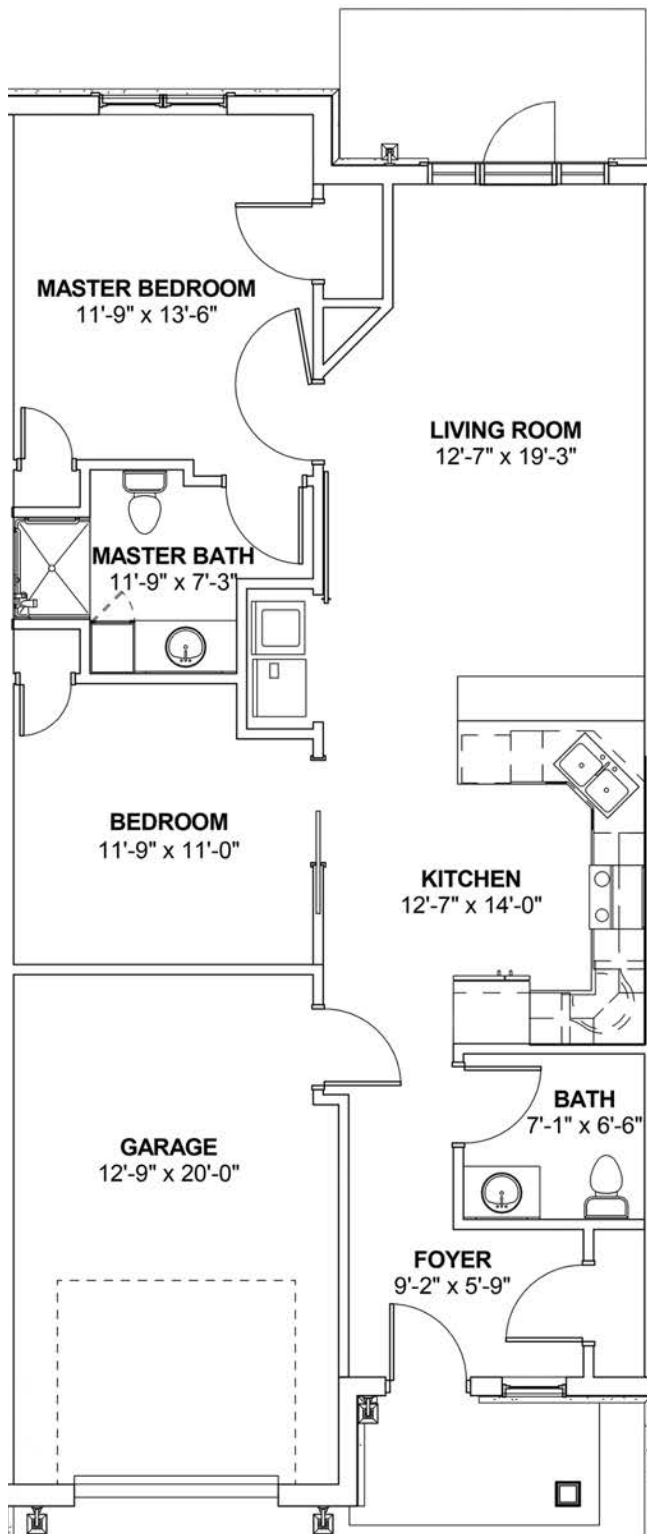 MASTER BEDROOM
11'-9" x 13'-6"
LIVING ROOM
12'-7" x 19'-3"
MASTER BATH
11'-9" x 7'-3"
BEDROOM
11'-9" x 11'-0"
KITCHEN
12'-7" x 14'-0"
BATH
7'-1" x 6'-6"
GARAGE
12'-9" x 20'-0"
FOYER
9'-2" x 5'-9"